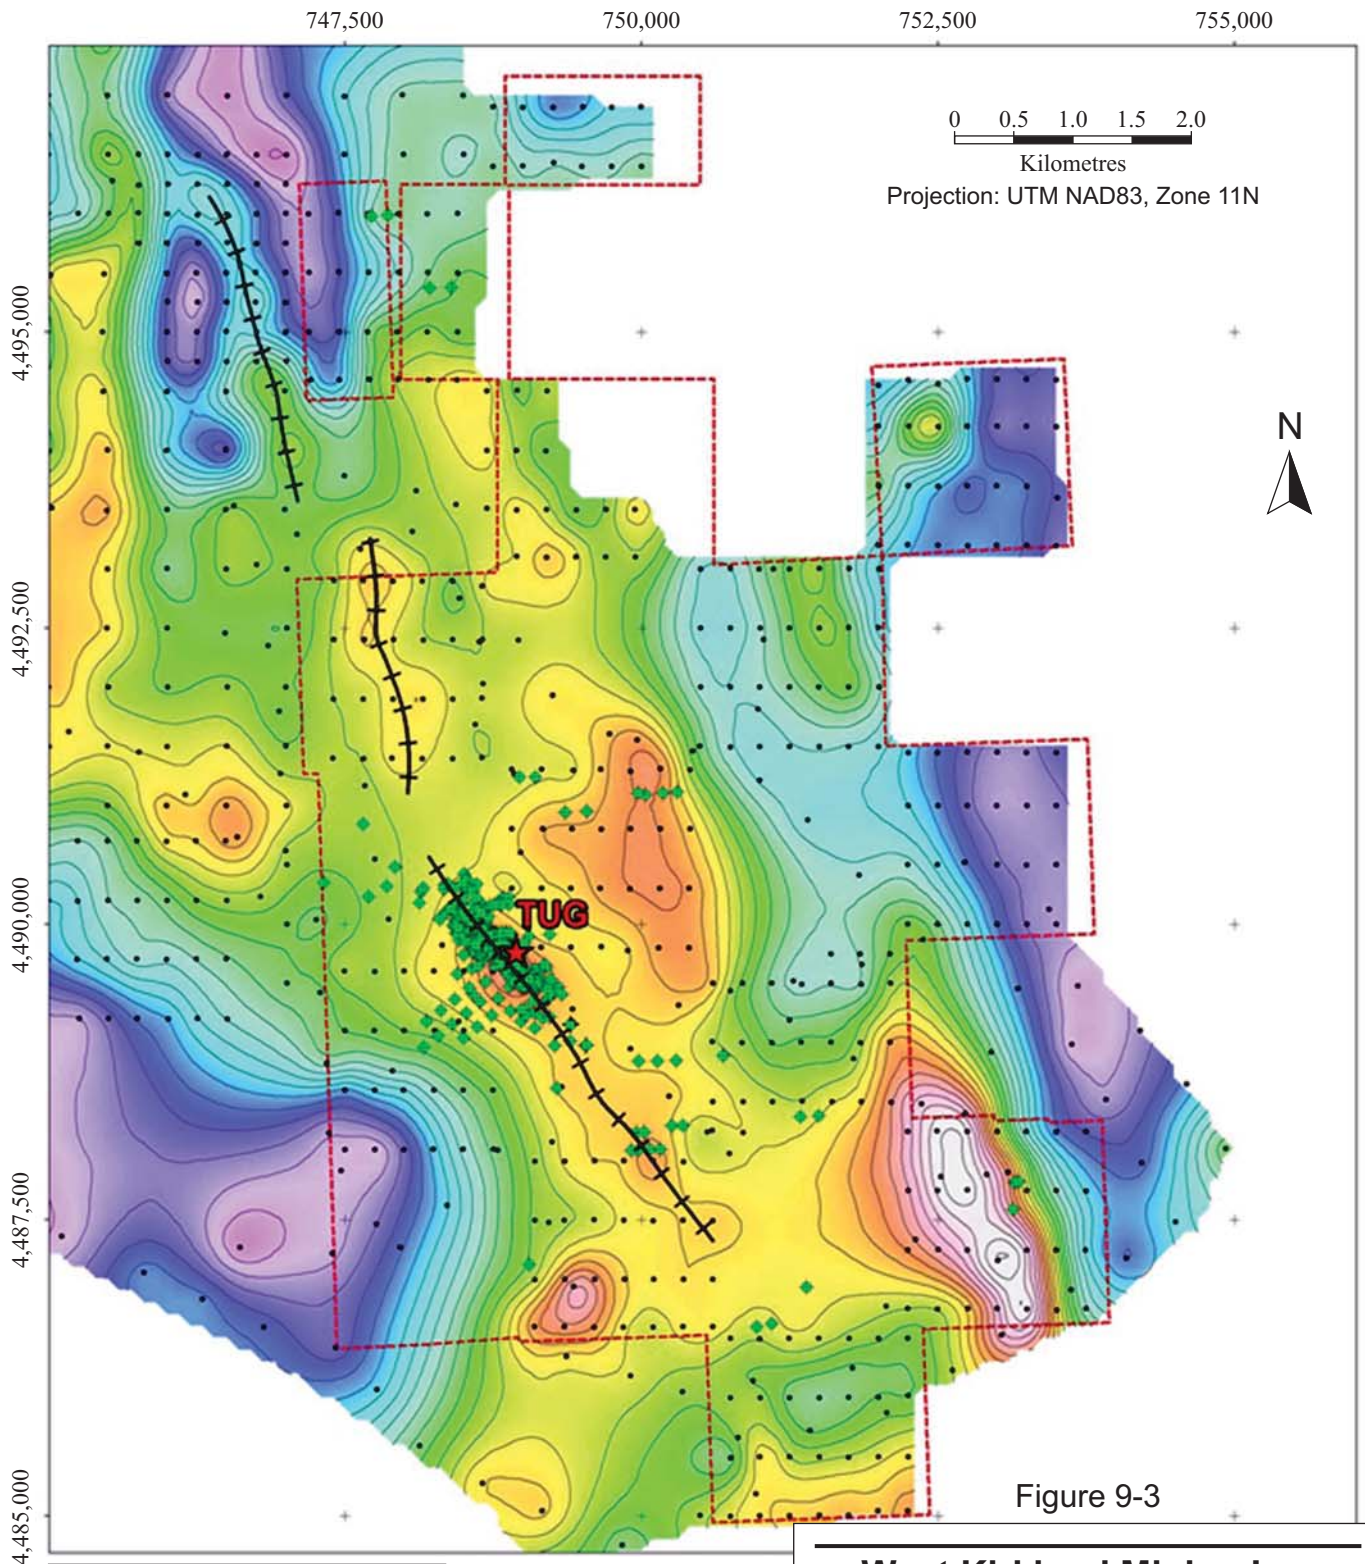 747,500 750,000 752,500 755,000
0 0.5 1.0 1.5 2.0
Kilometres
Projection: UTM NAD83, Zone 11N
4,495,000
N
4,492,500
4,490,000
TUG
4,487,500
4,485,000
Figure 9-3